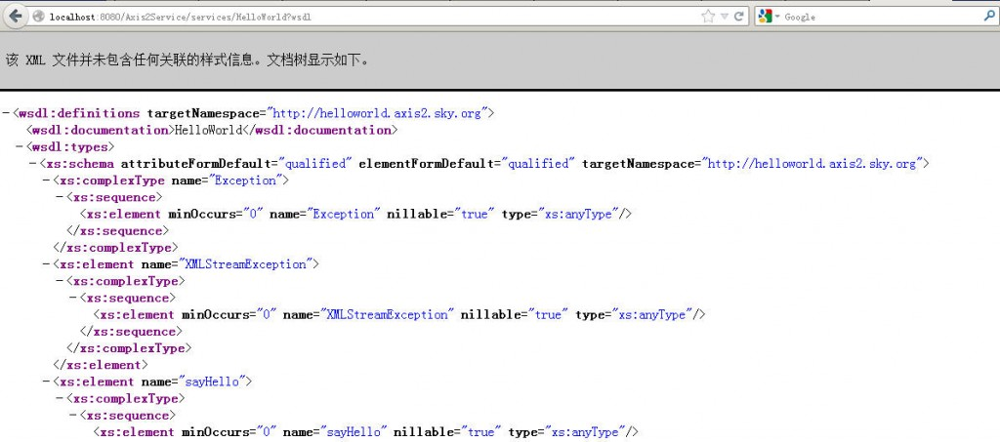 localhost:8080/Axis2Service/services/HelloWorld?wsdl
Google
该 XML 文件并未包含任何关联的样式信息。文档树显示如下。
-<wsdl:definitions targetNamespace="http://helloworld.axis2.sky.org">
<wsdl:documentation>HelloWorld</wsdl:documentation>
-<wsdl:types>
-<xs:schema attributeFormDefault="qualified" elementFormDefault="qualified" targetNamespace="http://helloworld.axis2.sky.org">
-<xs:complexType name="Exception">
-<xs:sequence>
<xs:element minOccurs="0" name="Exception" nillable="true" type="xs:anyType"/>
</xs:sequence>
</xs:complexType>
-<xs:element name="XMLStreamException">
-<xs:complexType>
-<xs:sequence>
<xs:element minOccurs="0" name="XMLStreamException" nillable="true" type="xs:anyType"/>
</xs:sequence>
</xs:complexType>
</xs:element>
-<xs:element name="sayHello">
-<xs:complexType>
-<xs:sequence>
<xs:element minOccurs="0" name="sayHello" nillable="true" type="xs:anyType"/>